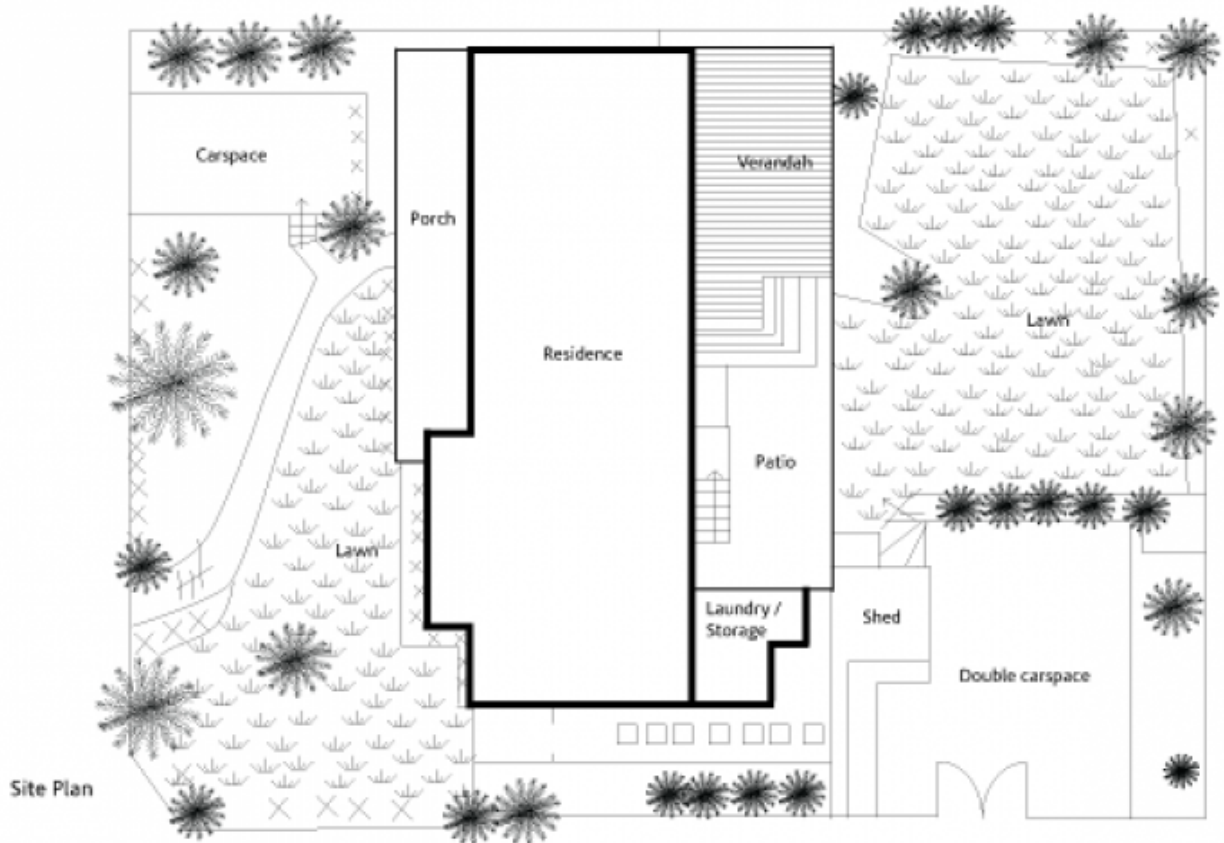 Carspace
Verandah
Porch
Lawn
Residence
Patio
Lawn
Laundry /
Storage
Shed
Double carspace
Site Plan